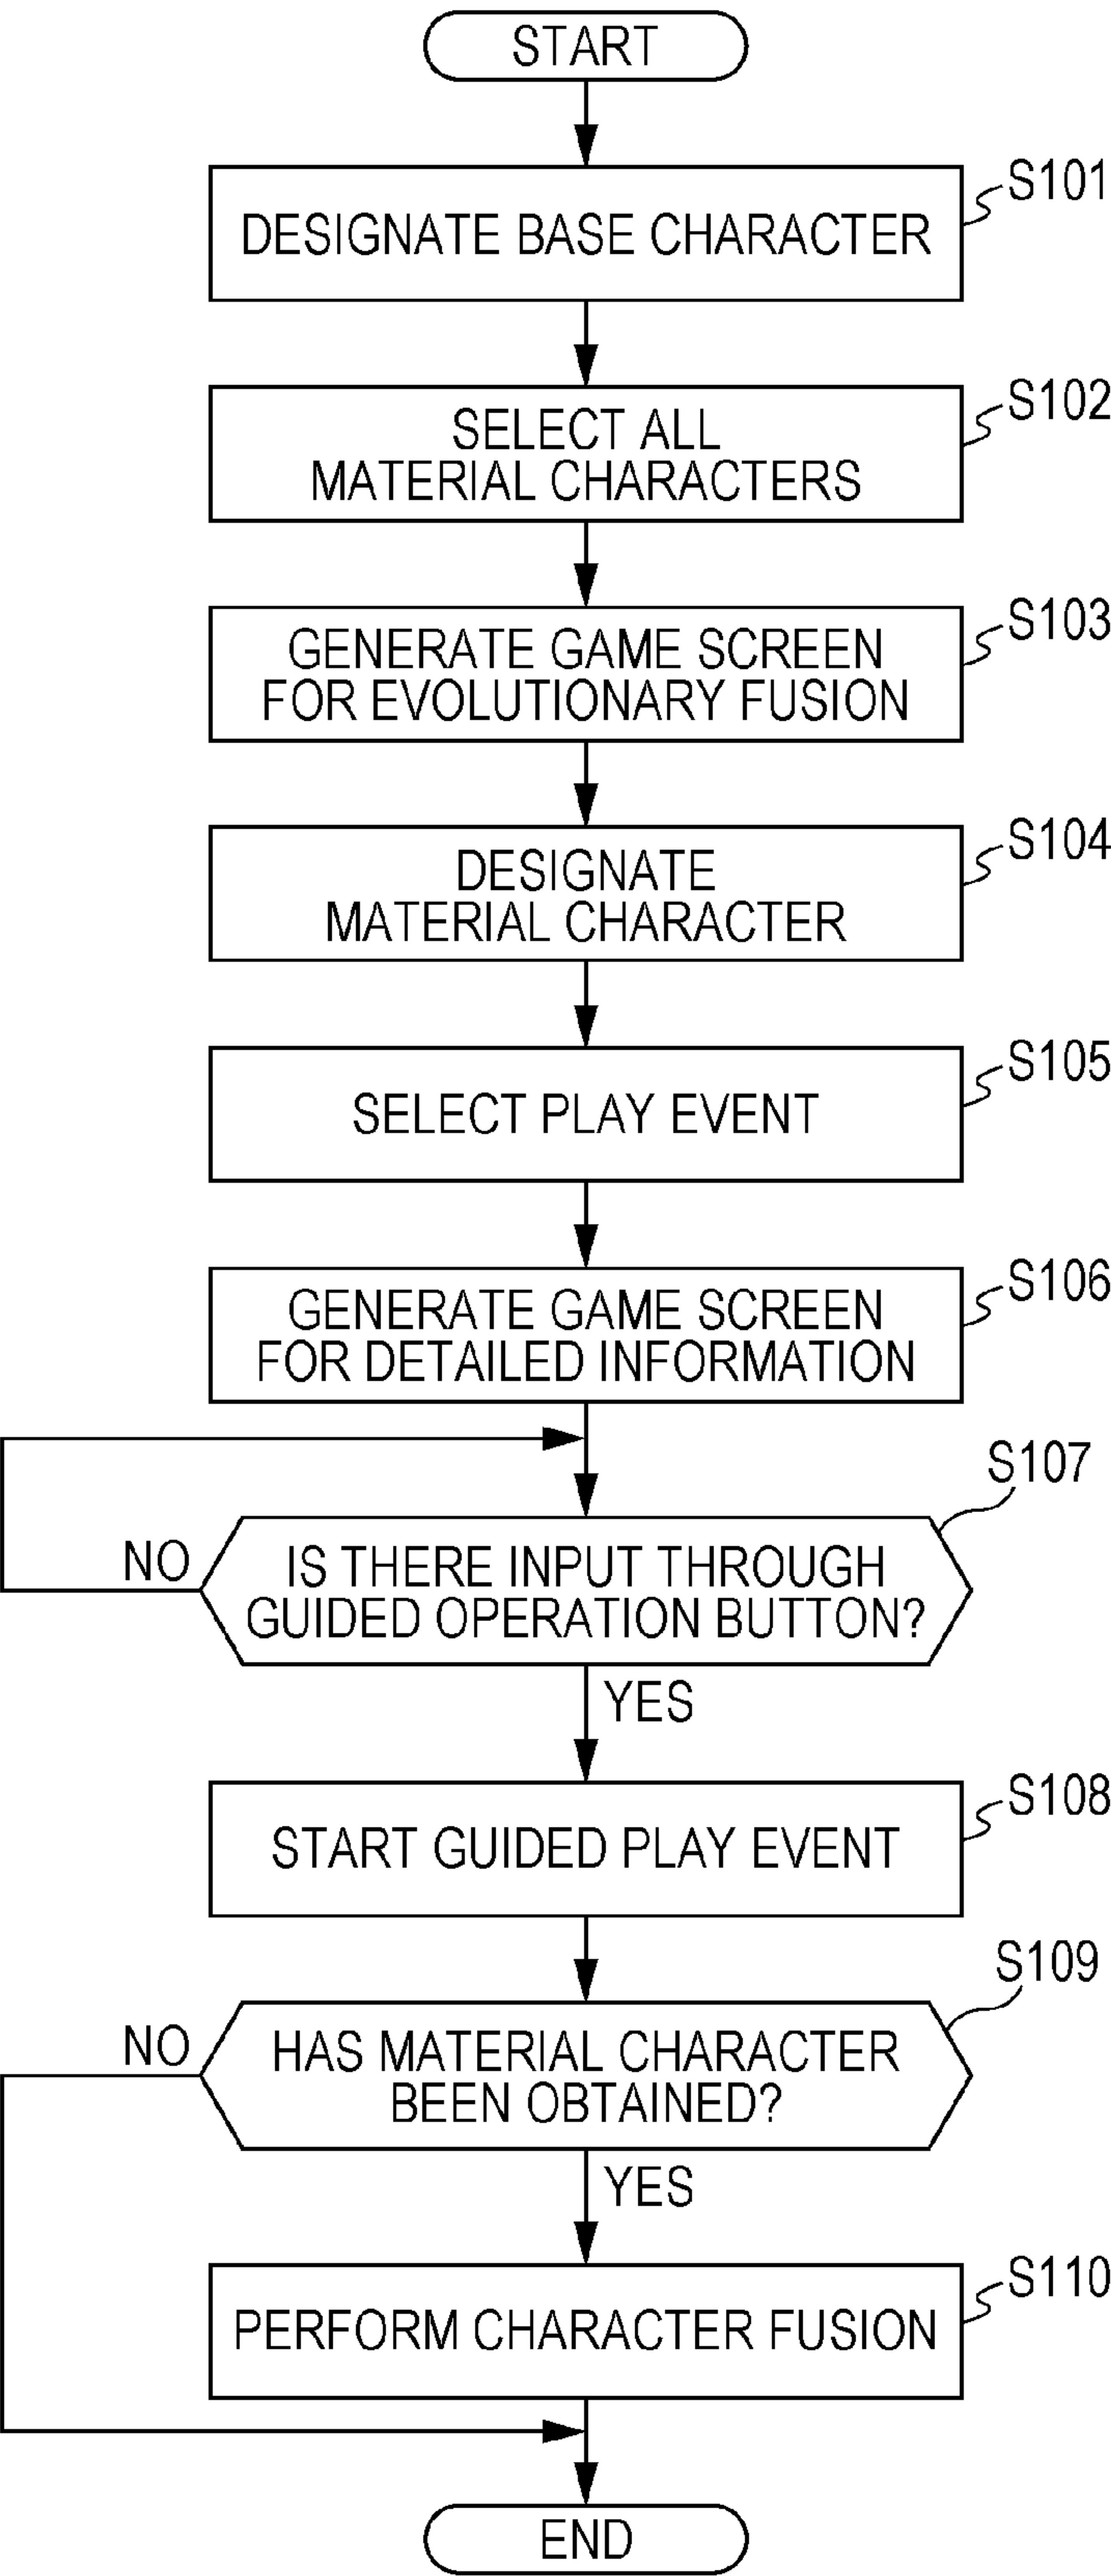 START
S101
DESIGNATE BASE CHARACTER
S102
SELECT ALL
MATERIAL CHARACTERS
S103
GENERATE GAME SCREEN
FOR EVOLUTIONARY FUSION
S104
DESIGNATE
MATERIAL CHARACTER
S105
SELECT PLAY EVENT
S106
GENERATE GAME SCREEN
FOR DETAILED INFORMATION
S107
NO
IS THERE INPUT THROUGH
GUIDED OPERATION BUTTON?
YES
S108
START GUIDED PLAY EVENT
S109
NO
HAS MATERIAL CHARACTER
BEEN OBTAINED?
YES
S110
PERFORM CHARACTER FUSION
END